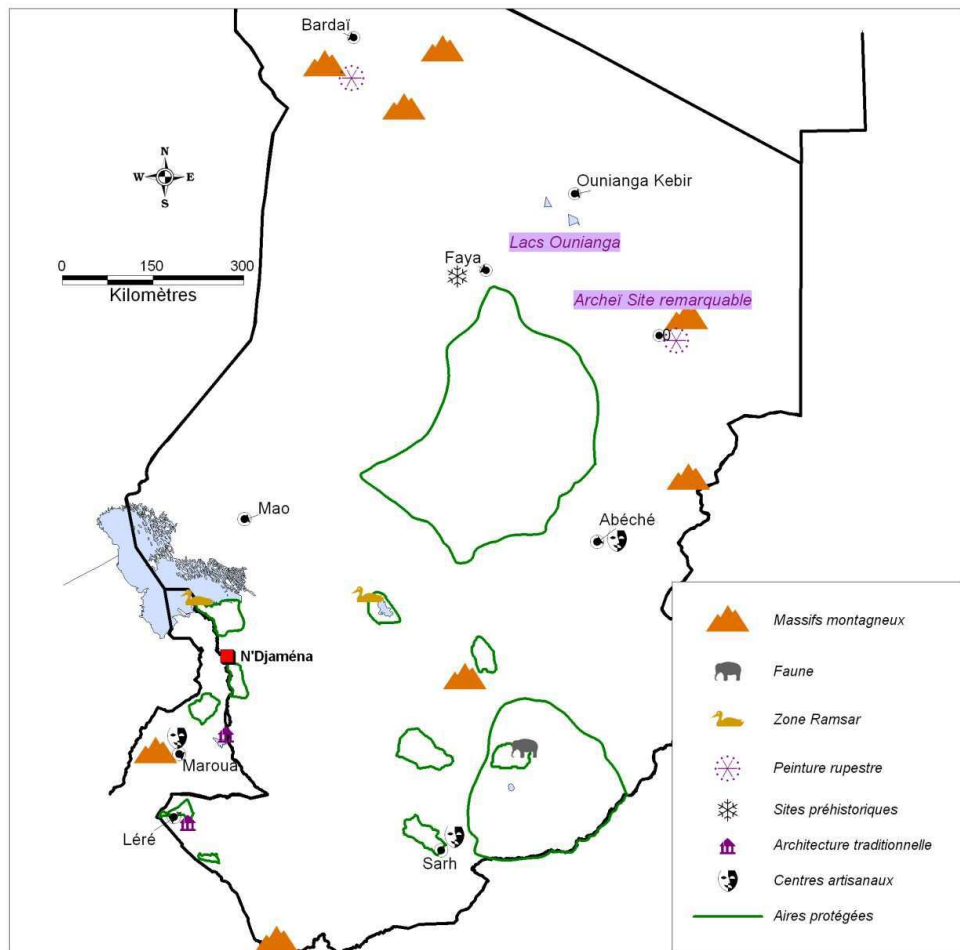 Bardaï
N
W E
S
Ounianga Kebir
Lacs Ounianga
0 150 300
Kilomètres
Faya
Archeï Site remarquable
Mao
Abéché
N'Djaména
Maroua
Léré
Sarh
Massifs montagneux
Faune
Zone Ramsar
Peinture rupestre
Sites préhistoriques
Architecture traditionnelle
Centres artisanaux
Aires protégées